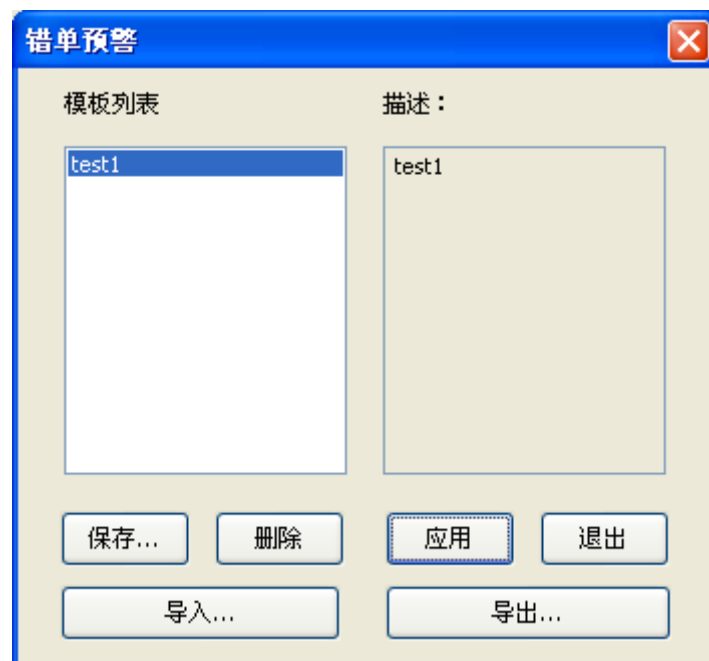 错单预警
模板列表
描述：
test1
test1
保存...
删除
应用
退出
导入...
导出...